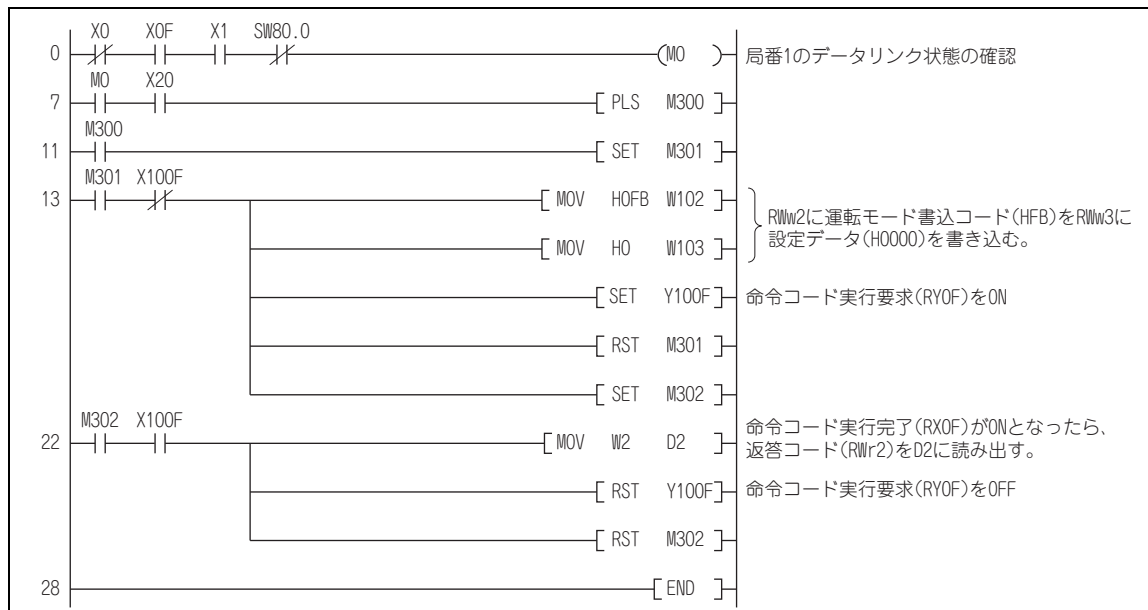 X0 X0F X1 SW80.0
0 (M0 ) 局番1のデータリンク状態の確認
M0 X20
7 [ PLS M300 ]
M300
11 [ SET M301 ]
M301 X100F
13 [ MOV H0FB W102 ]
RWw2に運転モード書込コード(HFB)をRWw3に
設定データ(H0000)を書き込む。
[ MOV H0 W103 ]
[ SET Y100F ] 命令コード実行要求(RY0F)をON
[ RST M301 ]
[ SET M302 ]
M302 X100F
22 [ MOV W2 D2 ]
命令コード実行完了(RX0F)がONとなったら、
返答コード(RWr2)をD2に読み出す。
[ RST Y100F ] 命令コード実行要求(RY0F)をOFF
[ RST M302 ]
28 [ END ]